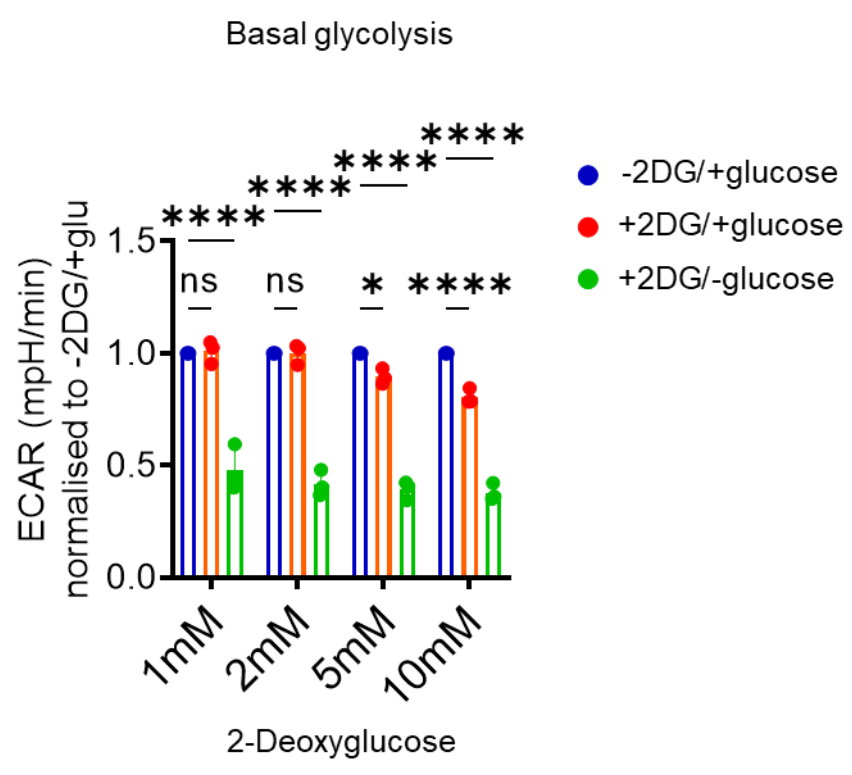 Basal glycolysis
****
****
****
****
-2DG/+glucose
+2DG/+glucose
+2DG/-glucose
ECAR (mpH/min)
normalised to -2DG/+glu
1.5
1.0
0.5
0.0
ns
ns
*
****
1mM
2mM
5mM
10mM
2-Deoxyglucose